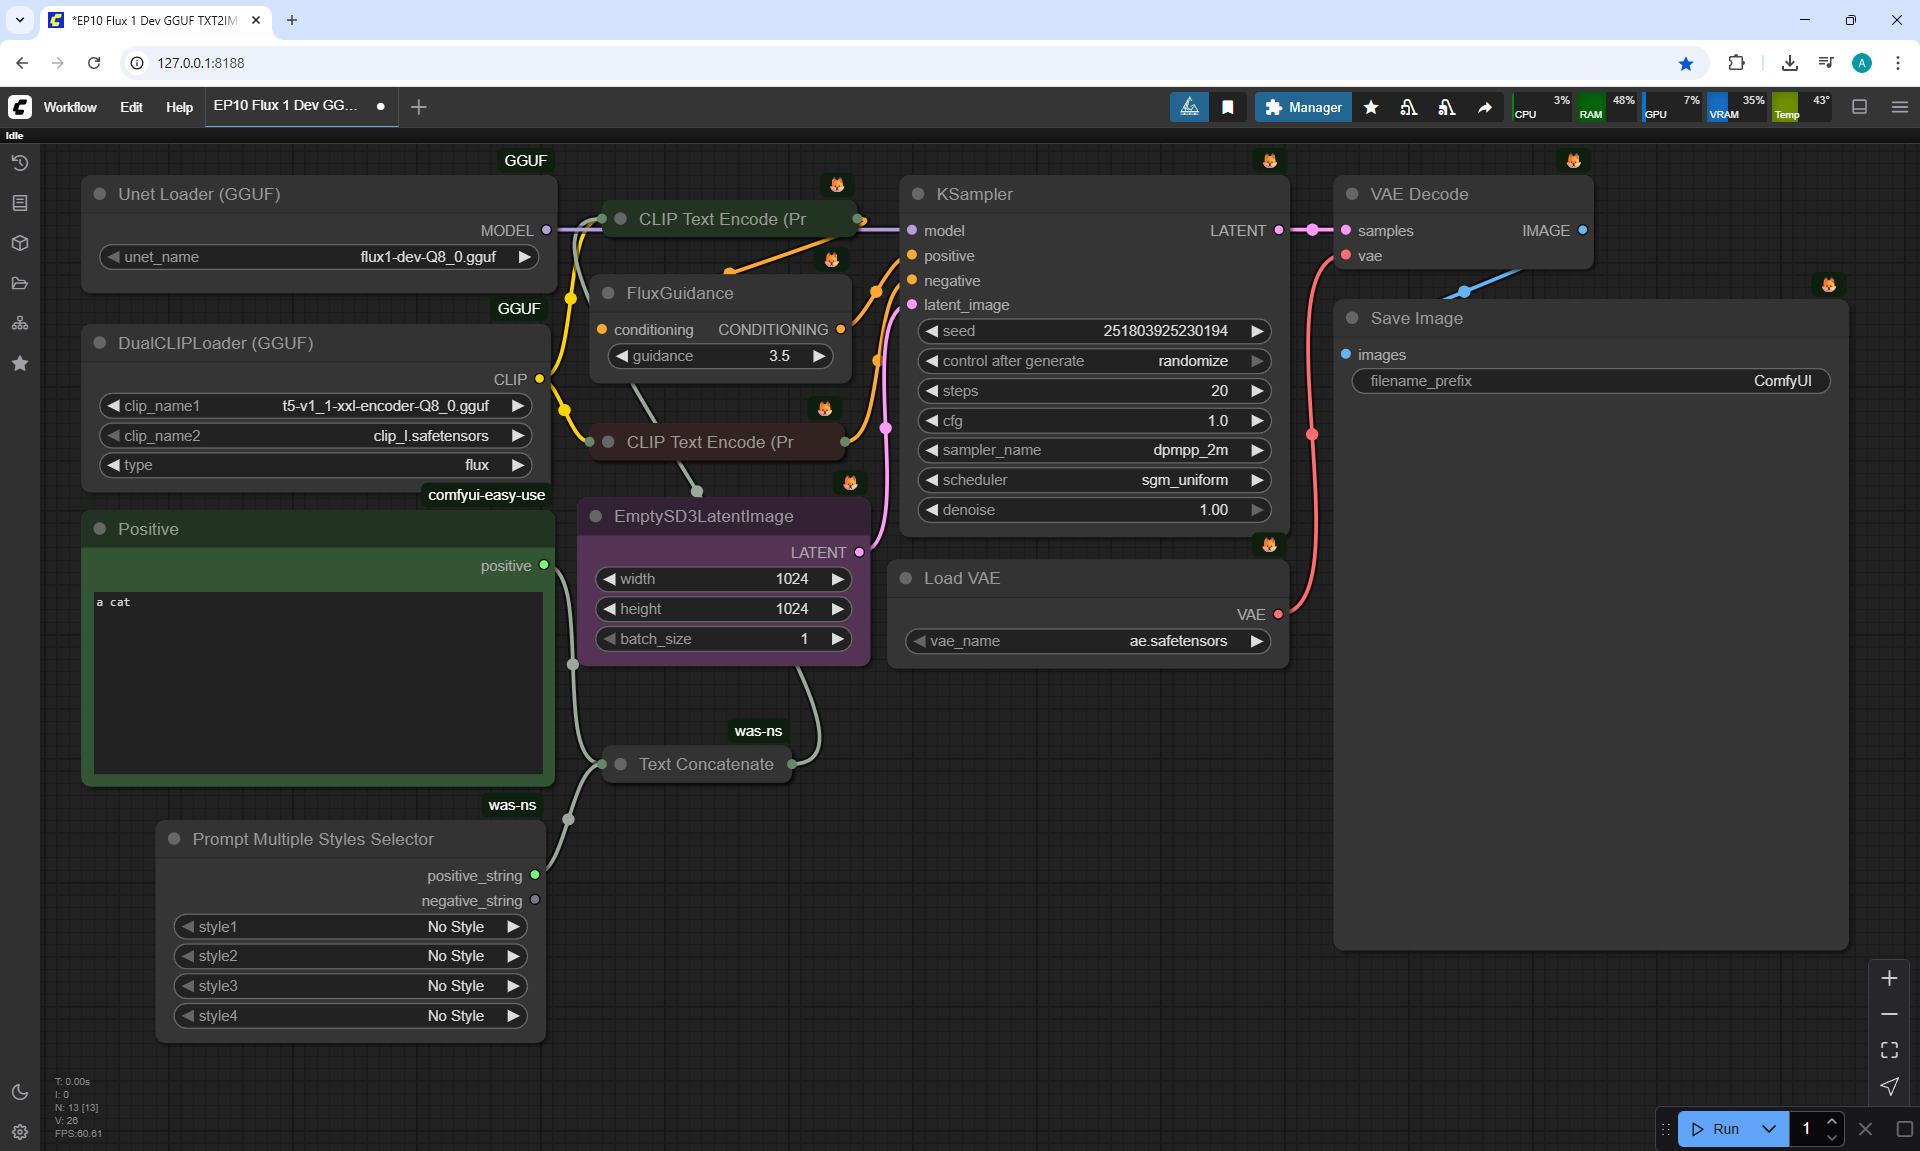 *EP10 Flux 1 Dev GGUF TXT2IM
127.0.0.1:8188
A
Workflow
Edit
Help
EP10 Flux 1 Dev GG...
Manager
CPU 3%
RAM 48%
GPU 7%
VRAM 35%
Temp 43°
Idle
GGUF
Unet Loader (GGUF)
MODEL
unet_name flux1-dev-Q8_0.gguf
GGUF
DualCLIPLoader (GGUF)
CLIP
clip_name1 t5-v1_1-xxl-encoder-Q8_0.gguf
clip_name2 clip_l.safetensors
type flux
comfyui-easy-use
Positive
positive
a cat
was-ns
Prompt Multiple Styles Selector
positive_string
negative_string
style1 No Style
style2 No Style
style3 No Style
style4 No Style
CLIP Text Encode (Pr
FluxGuidance
conditioning CONDITIONING
guidance 3.5
CLIP Text Encode (Pr
EmptySD3LatentImage
LATENT
width 1024
height 1024
batch_size 1
was-ns
Text Concatenate
KSampler
model LATENT
positive
negative
latent_image
seed 251803925230194
control after generate randomize
steps 20
cfg 1.0
sampler_name dpmpp_2m
scheduler sgm_uniform
denoise 1.00
Load VAE
VAE
vae_name ae.safetensors
VAE Decode
samples IMAGE
vae
Save Image
images
filename_prefix ComfyUI
T: 0.00s
I: 0
N: 13 [13]
V: 26
FPS:60.61
Run 1